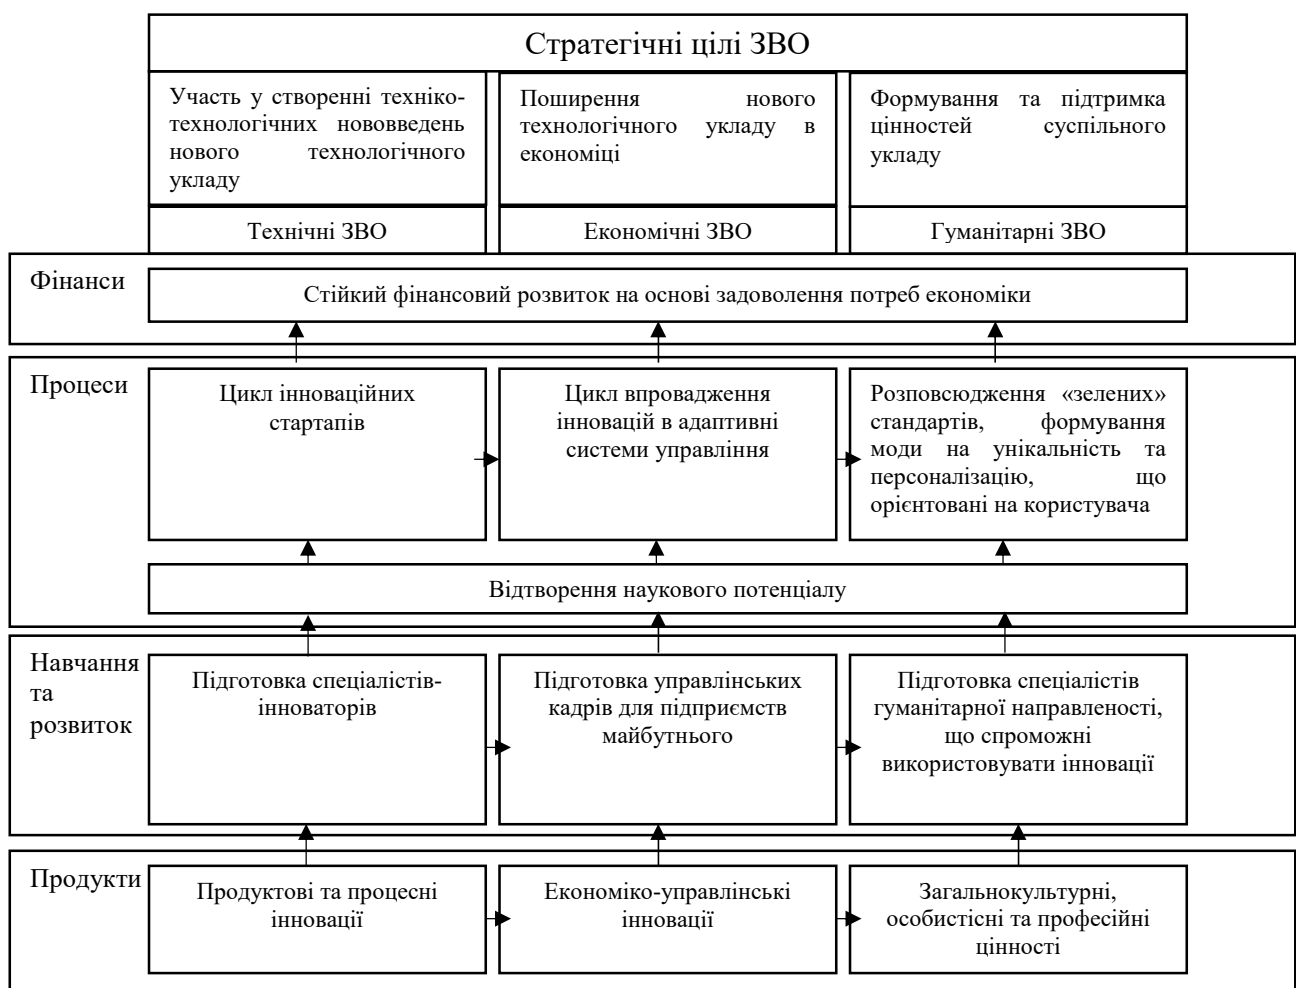 Стратегічні цілі ЗВО
Участь у створенні техніко-
технологічних нововведень
нового технологічного
укладу
Поширення нового
технологічного укладу в
економіці
Формування та підтримка
цінностей суспільного
укладу
Технічні ЗВО
Економічні ЗВО
Гуманітарні ЗВО
Фінанси
Стійкий фінансовий розвиток на основі задоволення потреб економіки
Процеси
Цикл інноваційних
стартапів
Цикл впровадження
інновацій в адаптивні
системи управління
Розповсюдження «зелених»
стандартів, формування
моди на унікальність та
персоналізацію, що
орієнтовані на користувача
Відтворення наукового потенціалу
Навчання
та
розвиток
Підготовка спеціалістів-
інноваторів
Підготовка управлінських
кадрів для підприємств
майбутнього
Підготовка спеціалістів
гуманітарної направленості,
що спроможні
використовувати інновації
Продукти
Продуктові та процесні
інновації
Економіко-управлінські
інновації
Загальнокультурні,
особистісні та професійні
цінності